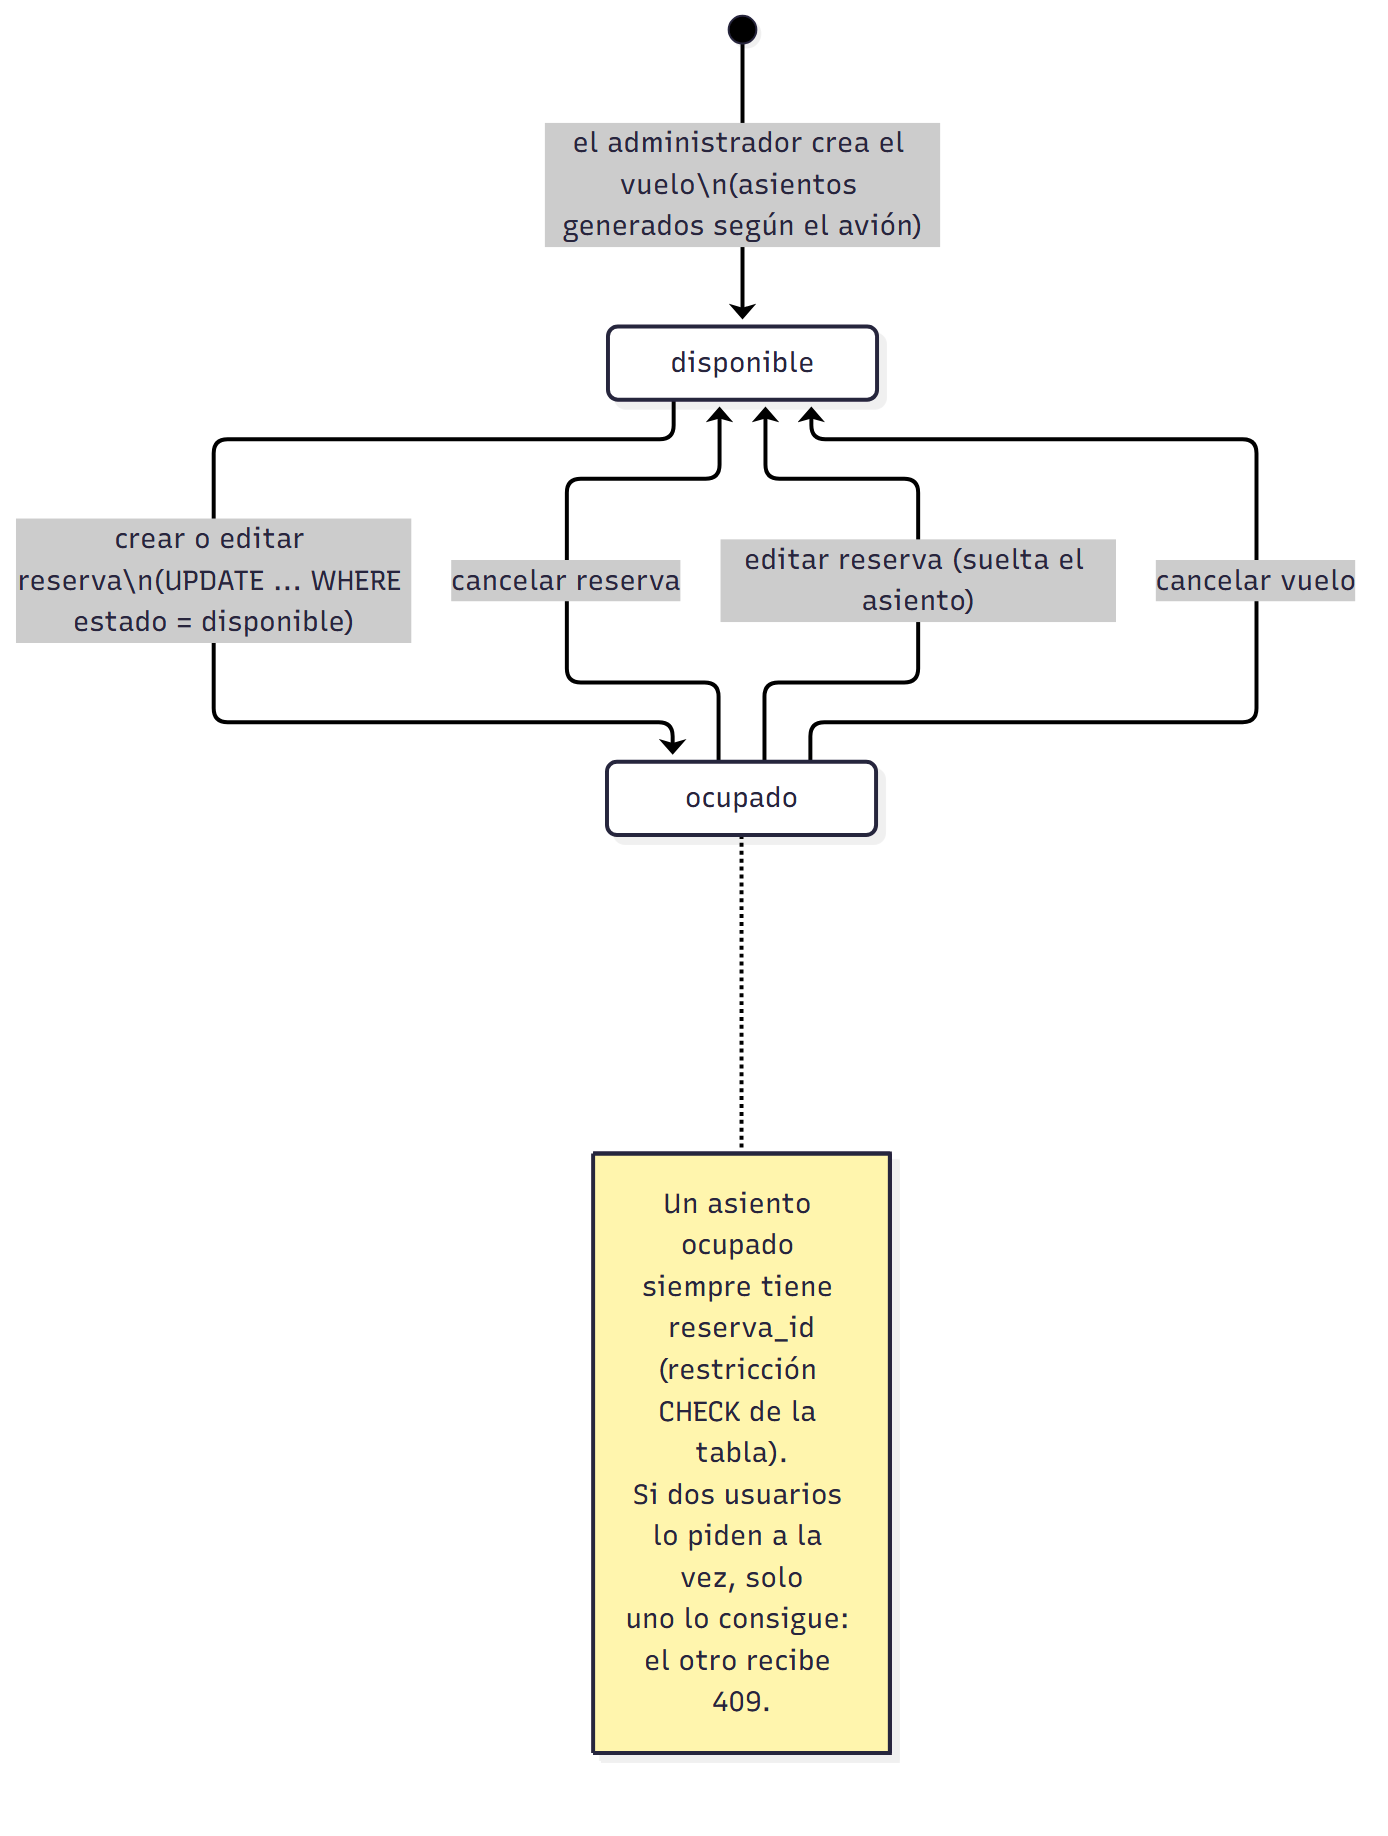 el administrador crea el
vuelo\n(asientos
generados según el avión)
disponible
crear o editar
reserva\n(UPDATE ... WHERE
estado = disponible)
cancelar reserva
editar reserva (suelta el
asiento)
cancelar vuelo
ocupado
Un asiento
ocupado
siempre tiene
reserva_id
(restricción
CHECK de la
tabla).
Si dos usuarios
lo piden a la
vez, solo
uno lo consigue:
el otro recibe
409.